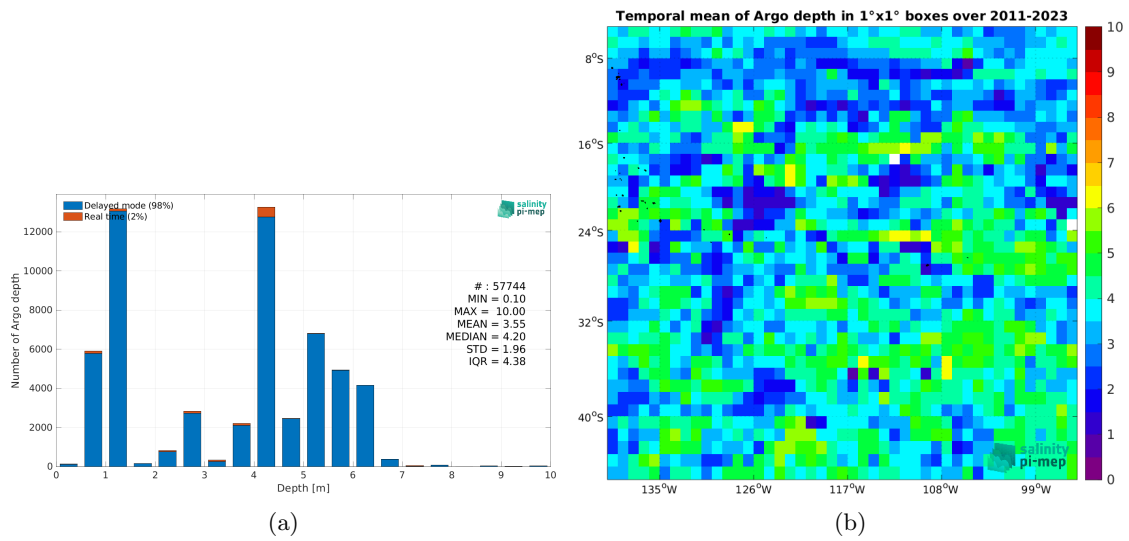 Delayed mode (98%)
Real time (2%)
salinity
pi-mep
# : 57744
MIN = 0.10
MAX = 10.00
MEAN = 3.55
MEDIAN = 4.20
STD = 1.96
IQR = 4.38
Number of Argo depth
12000
10000
8000
6000
4000
2000
0
0 1 2 3 4 5 6 7 8 9 10
Depth [m]
(a)
Temporal mean of Argo depth in 1°x1° boxes over 2011-2023
8°S
16°S
24°S
32°S
40°S
135°W 126°W 117°W 108°W 99°W
salinity
pi-mep
10
9
8
7
6
5
4
3
2
1
0
(b)